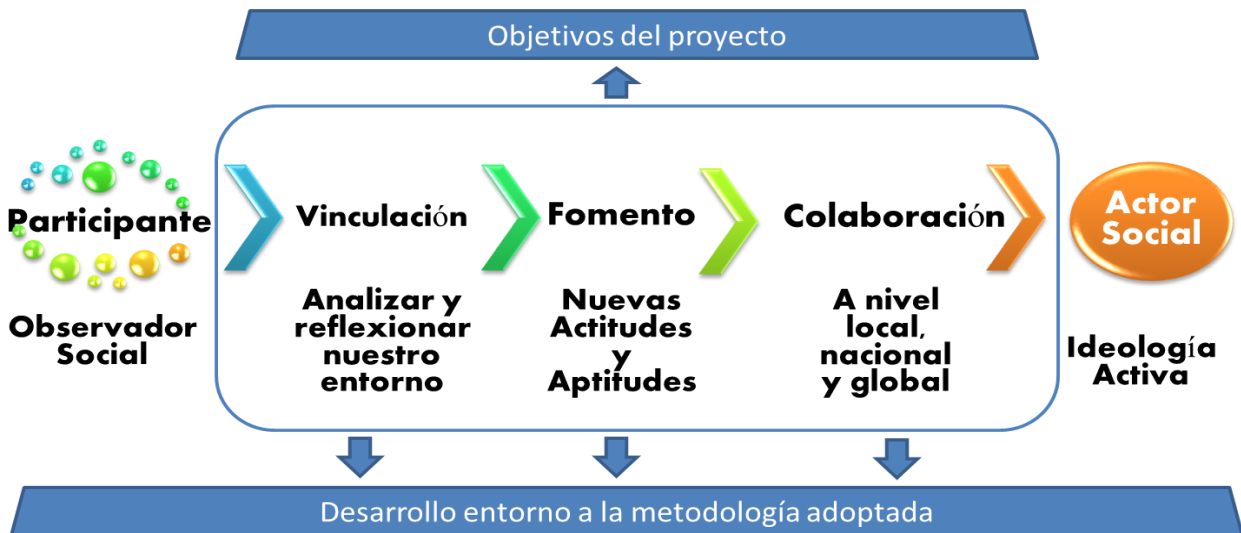 Objetivos del proyecto
Participante
Observador
Social
Vinculación
Analizar y
reflexionar
nuestro
entorno
Fomento
Nuevas
Actitudes
y
Aptitudes
Colaboración
A nivel
local,
nacional
y global
Actor
Social
Ideología
Activa
Desarrollo entorno a la metodología adoptada